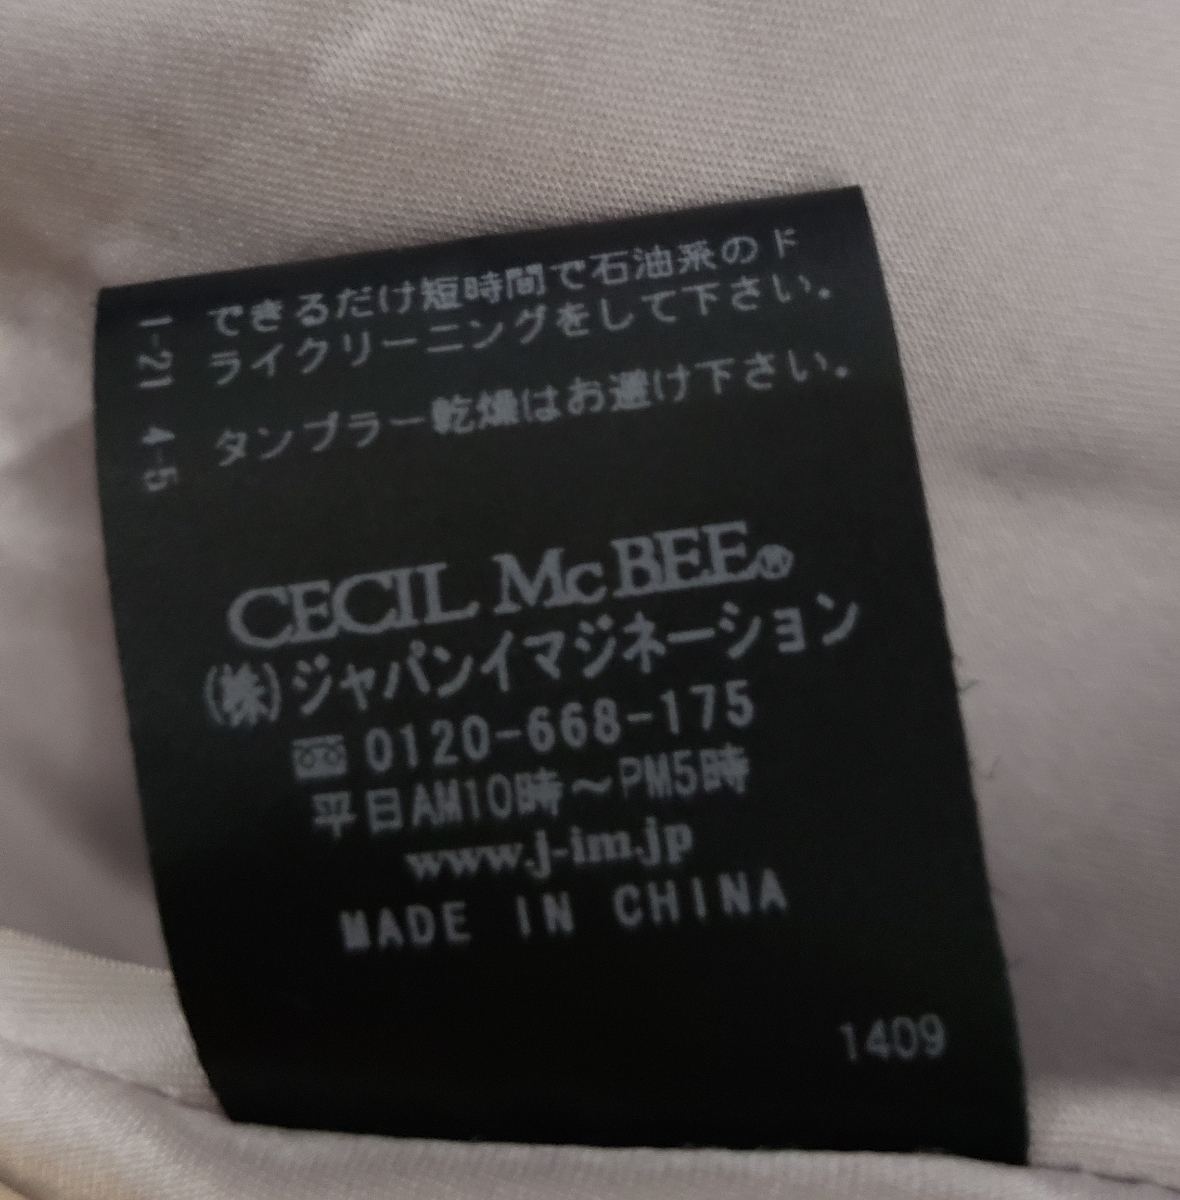 1-21 できるだけ短時間で石油系のド
ライクリーニングをして下さい。
4-5 タンブラー乾燥はお避け下さい。
CECIL McBEE®
(株)ジャパンイマジネーション
0120-668-175
平日AM10時～PM5時
www.j-im.jp
MADE IN CHINA
1409